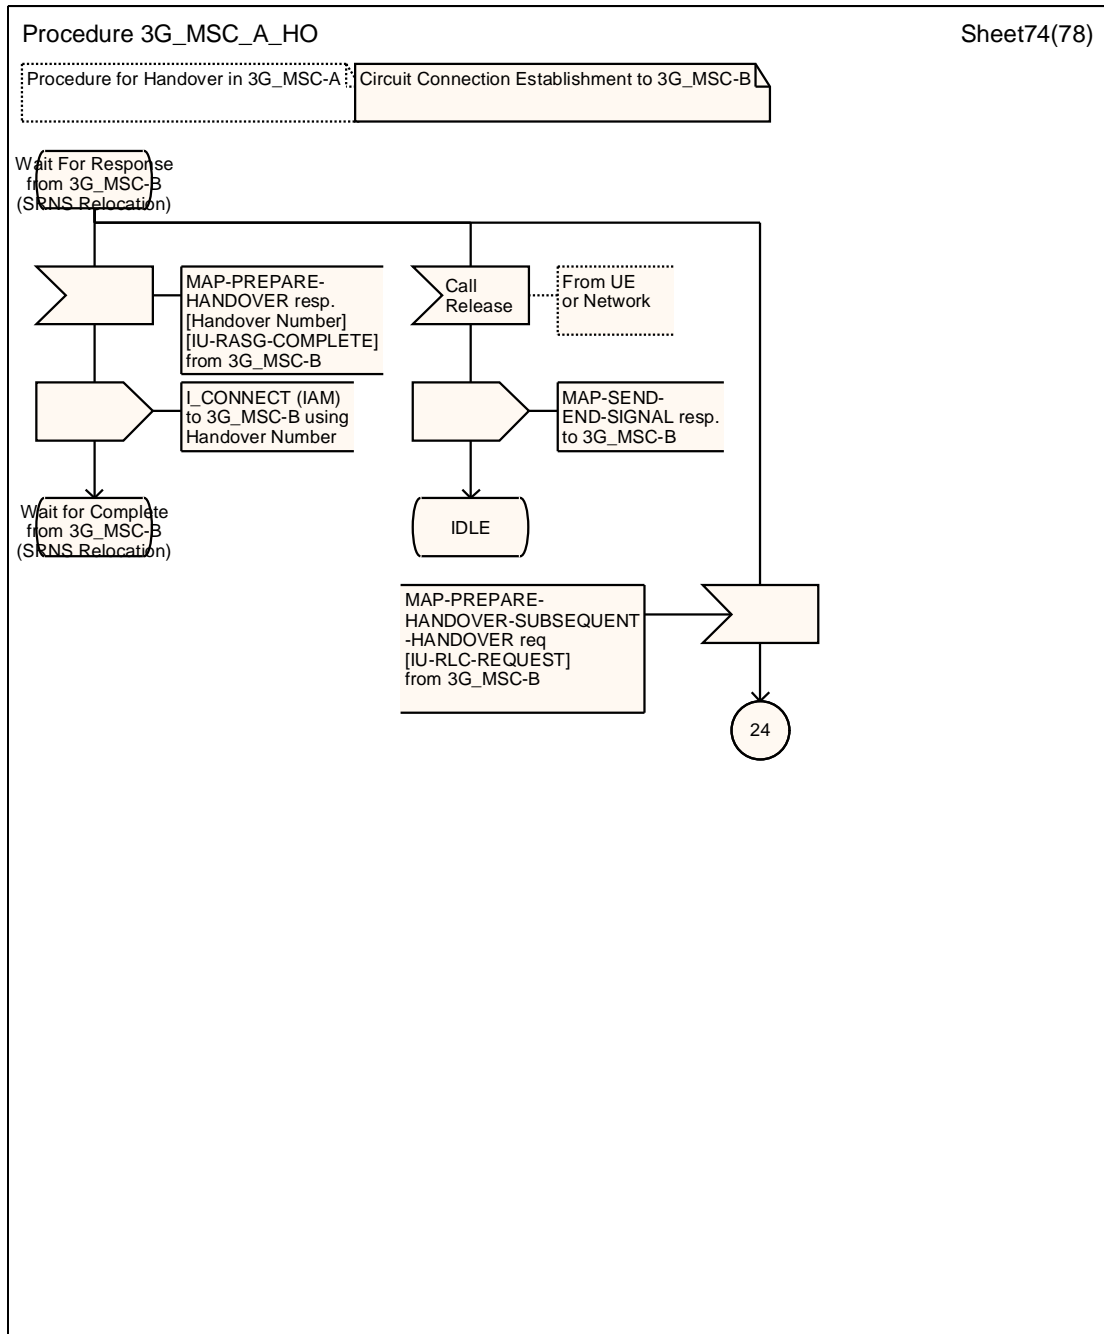 Procedure 3G_MSC_A_HO
Sheet74(78)
Procedure for Handover in 3G_MSC-A
Circuit Connection Establishment to 3G_MSC-B
Wait For Response
from 3G_MSC-B
(SRNS Relocation)
MAP-PREPARE-
HANDOVER resp.
[Handover Number]
[IU-RASG-COMPLETE]
from 3G_MSC-B
Call
Release
From UE
or Network
I_CONNECT (IAM)
to 3G_MSC-B using
Handover Number
MAP-SEND-
END-SIGNAL resp.
to 3G_MSC-B
Wait for Complete
from 3G_MSC-B
(SRNS Relocation)
IDLE
MAP-PREPARE-
HANDOVER-SUBSEQUENT
-HANDOVER req
[IU-RLC-REQUEST]
from 3G_MSC-B
24